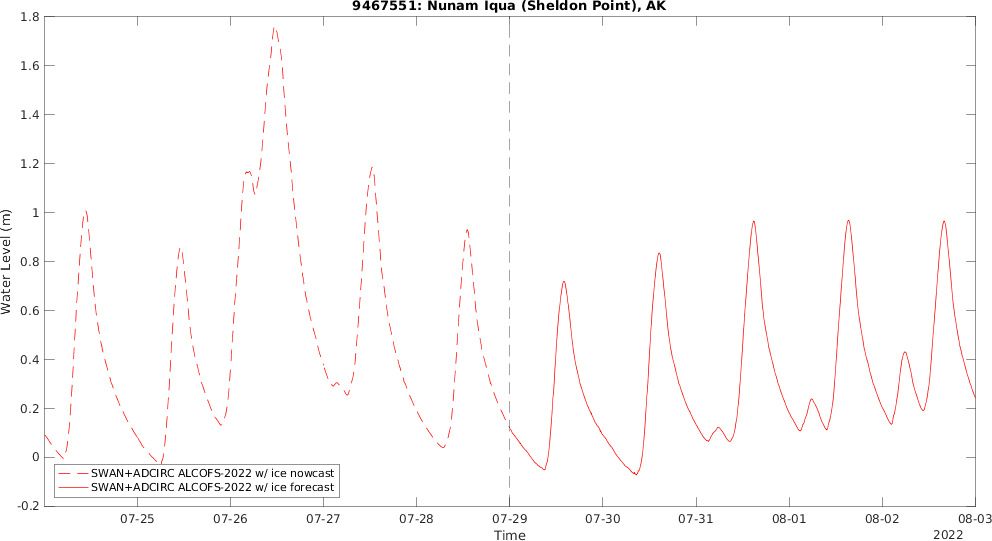 9467551: Nunam Iqua (Sheldon Point), AK
1.8
1.6
1.4
1.2
1
0.8
0.6
0.4
0.2
0
-0.2
Water Level (m)
SWAN+ADCIRC ALCOFS-2022 w/ ice nowcast
SWAN+ADCIRC ALCOFS-2022 w/ ice forecast
07-25 07-26 07-27 07-28 07-29 07-30 07-31 08-01 08-02 08-03
Time
2022